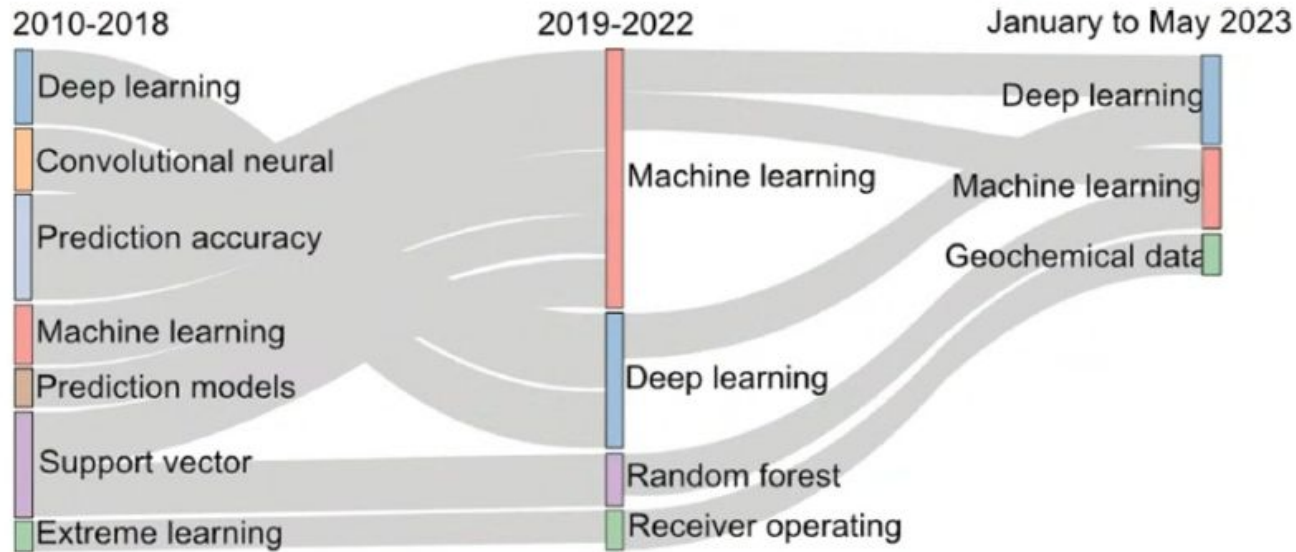 2010-2018
2019-2022
January to May 2023
Deep learning
Convolutional neural
Prediction accuracy
Machine learning
Prediction models
Support vector
Extreme learning
Machine learning
Deep learning
Random forest
Receiver operating
Deep learning
Machine learning
Geochemical data